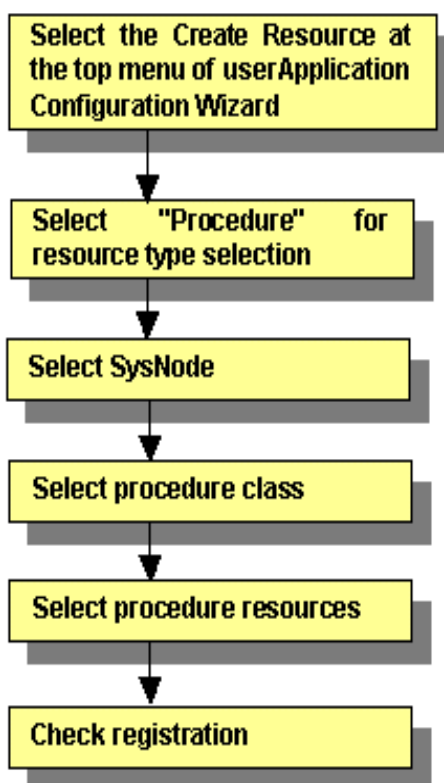 Select the Create Resource at
the top menu of userApplication
Configuration Wizard
Select "Procedure" for
resource type selection
Select SysNode
Select procedure class
Select procedure resources
Check registration